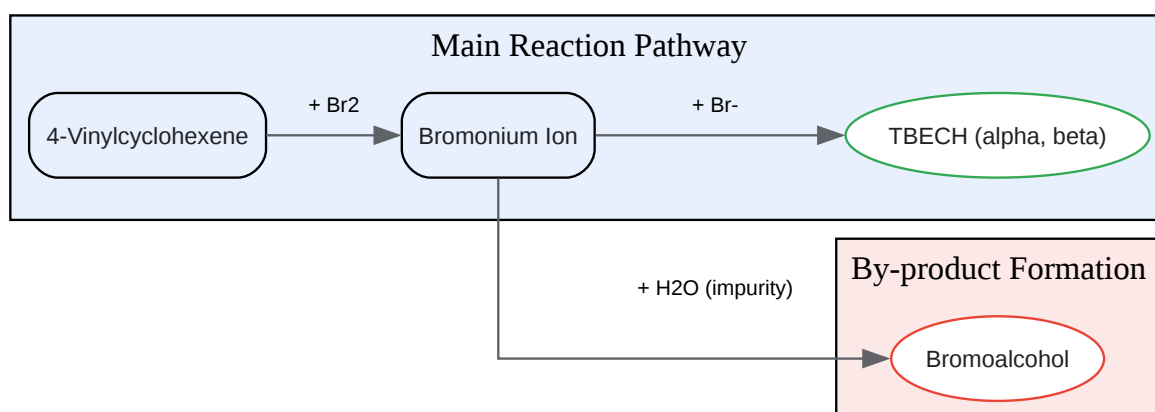 Main Reaction Pathway
4-Vinylcyclohexene
+ Br2
Bromonium Ion
+ Br-
TBECH (alpha, beta)
By-product Formation
+ H2O (impurity)
Bromoalcohol